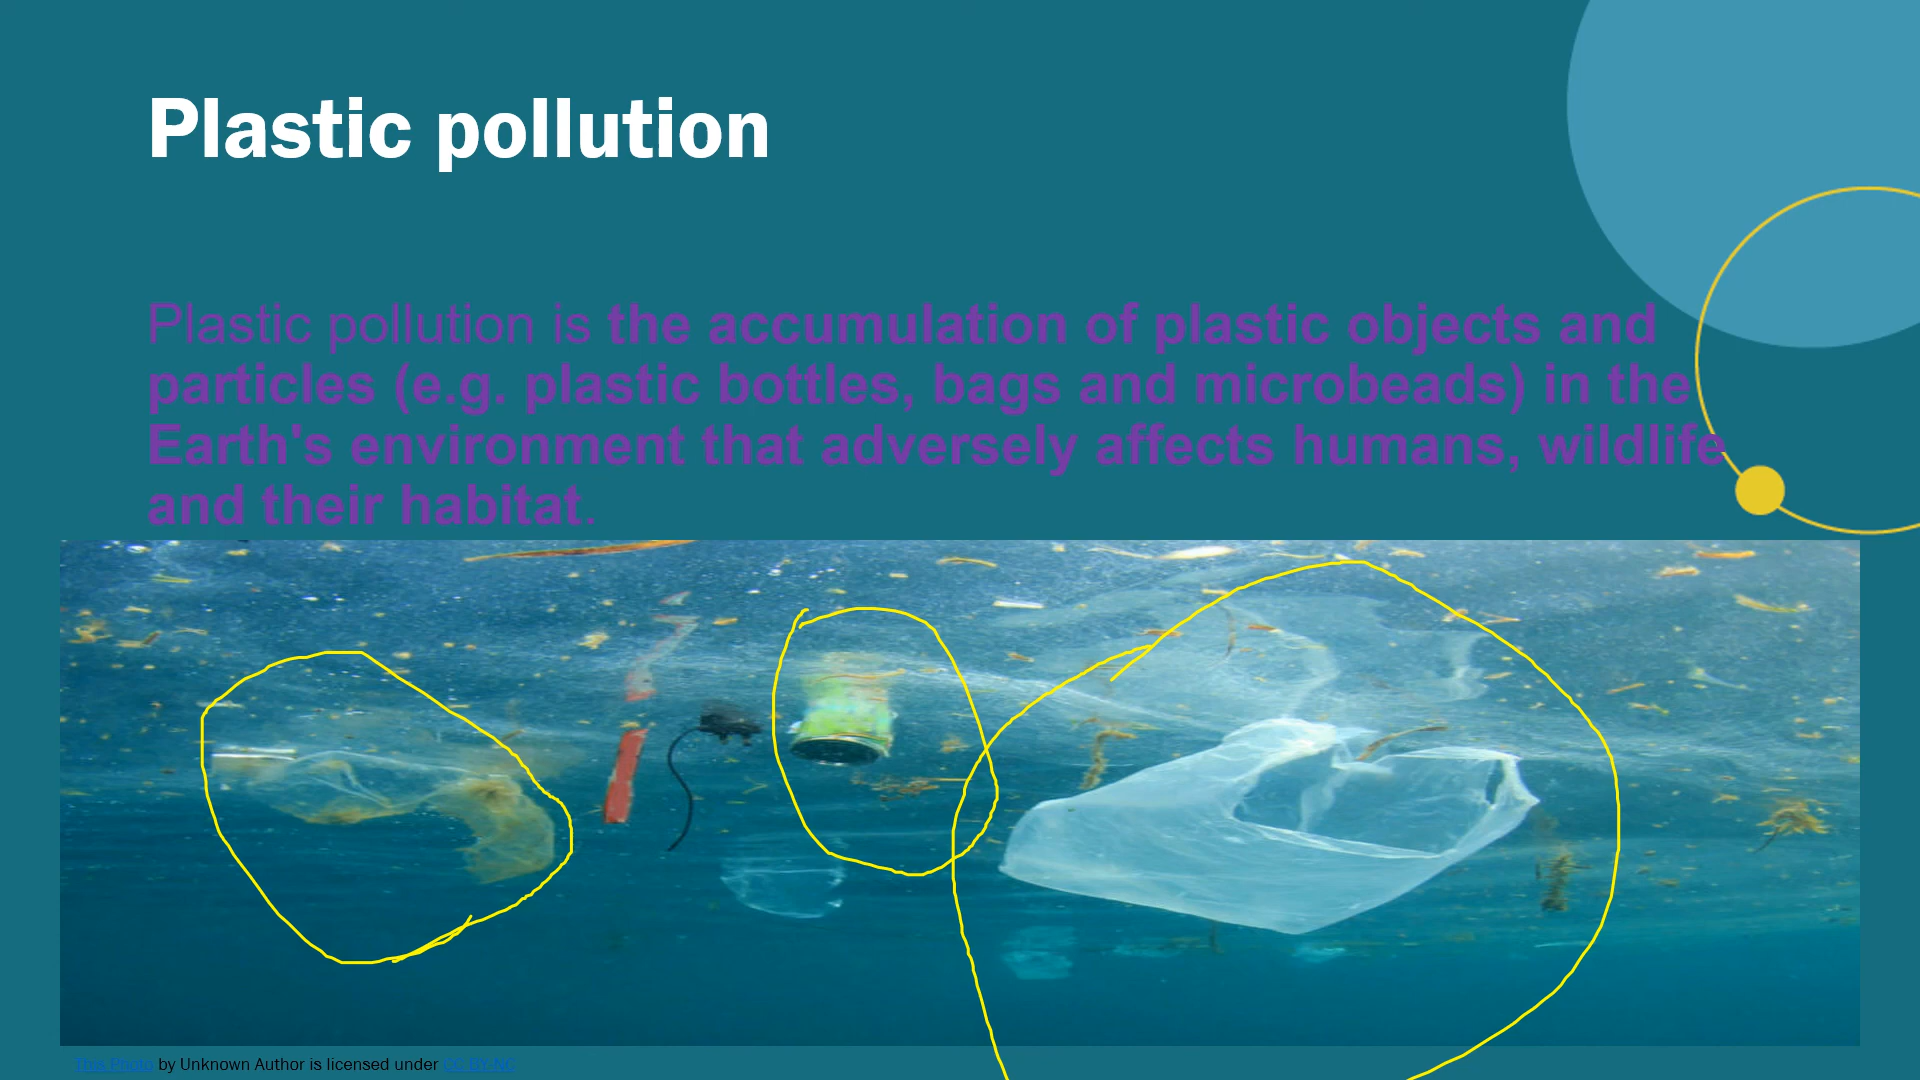 Plastic pollution
Plastic pollution is the accumulation of plastic objects and
particles (e.g. plastic bottles, bags and microbeads) in the
Earth's environment that adversely affects humans, wildlife
and their habitat.
This Photo by Unknown Author is licensed under CC BY-NC